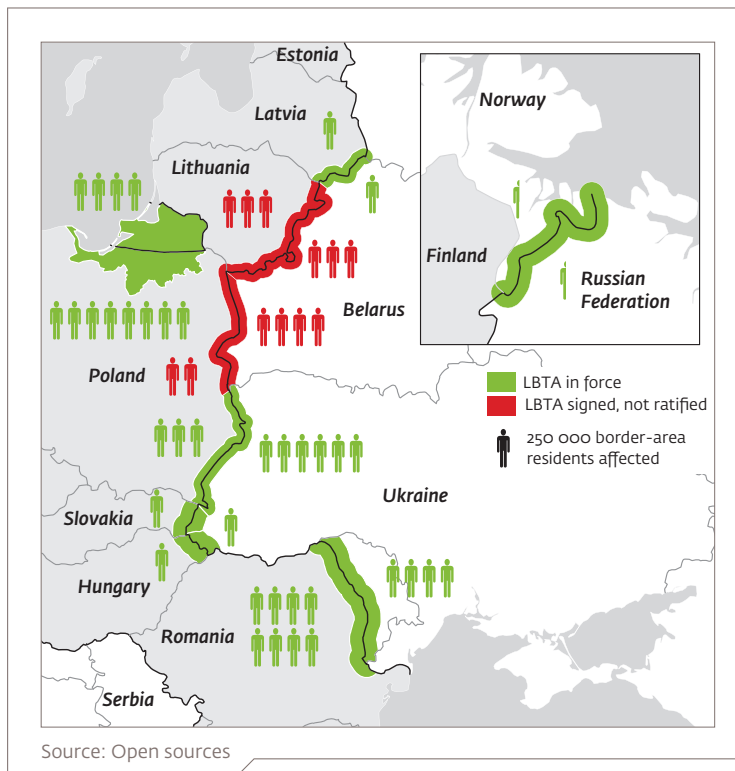 Estonia
Latvia
Lithuania
Norway
Finland
Russian
Federation
Belarus
Poland
LBTA in force
LBTA signed, not ratified
250 000 border-area
residents affected
Ukraine
Slovakia
Hungary
Romania
Serbia
Source: Open sources